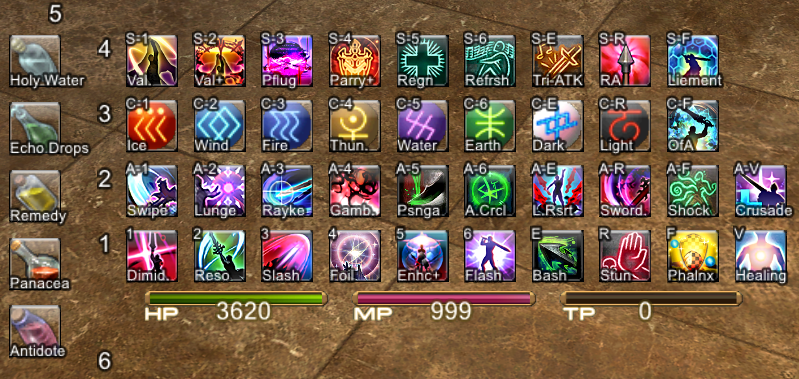 5
4
S-1 S-2 S-3 S-4 S-5 S-6 S-E S-R S-F
Holy Water Val. Val+ Pflug Parry+ Regn Refrsh Tri-ATK RA Liement
3
C-1 C-2 C-3 C-4 C-5 C-6 C-E C-R C-F
Echo Drops Ice Wind Fire Thun. Water Earth Dark Light OfA
2
A-1 A-2 A-3 A-4 A-5 A-6 A-E A-R A-F A-V
Remedy Swipe Lunge Rayke Gamb. Psnga A.Crcl L.Rsrt Sword. Shock Crusade
1
1 2 3 4 5 6 E R F V
Panacea Dimid. Reso. Slash Foil Enhc+ Flash Bash Stun Phalnx Healing
HP 3620 MP 999 TP 0
Antidote
6